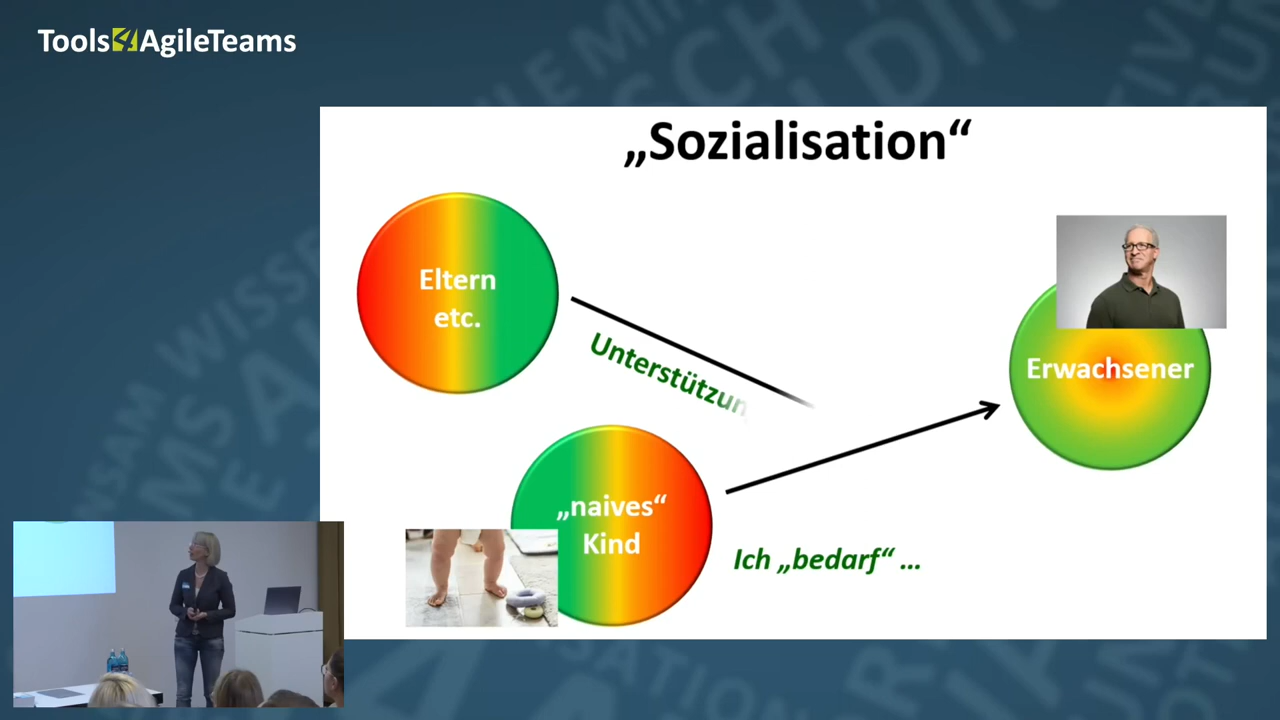 Tools4AgileTeams
„Sozialisation“
Eltern
etc.
Unterstützun
Erwachsener
„naives“
Kind
Ich „bedarf“ ...